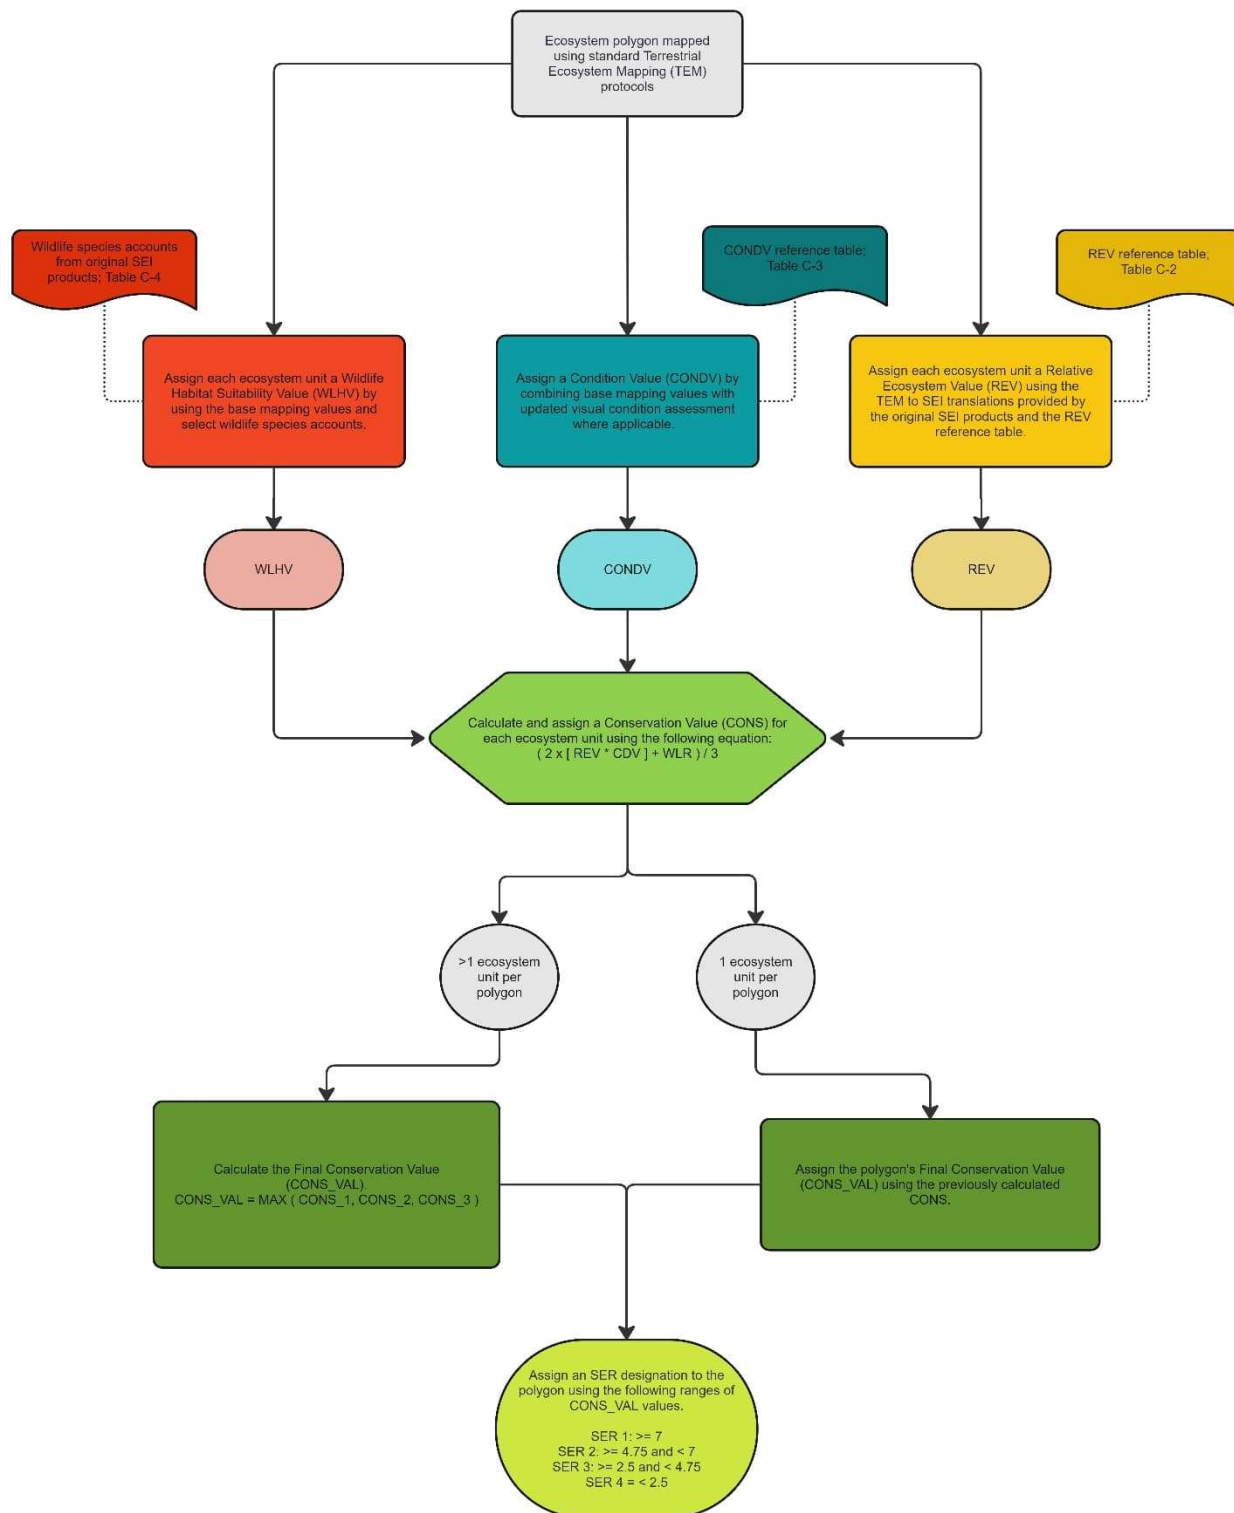 Ecosystem polygon mapped
using standard Terrestrial
Ecosystem Mapping (TEM)
protocols
Wildlife species accounts
from original SEI
products; Table C-4
CONDV reference table;
Table C-3
REV reference table;
Table C-2
Assign each ecosystem unit a Wildlife
Habitat Suitability Value (WLHV) by
using the base mapping values and
select wildlife species accounts.
Assign a Condition Value (CONDV) by
combining base mapping values with
updated visual condition assessment
where applicable.
Assign each ecosystem unit a Relative
Ecosystem Value (REV) using the
TEM to SEI translations provided by
the original SEI products and the REV
reference table.
WLHV
CONDV
REV
Calculate and assign a Conservation Value (CONS) for
each ecosystem unit using the following equation:
( 2 x [ REV * CDV ] + WLR ) / 3
>1 ecosystem
unit per
polygon
1 ecosystem
unit per
polygon
Calculate the Final Conservation Value
(CONS_VAL).
CONS_VAL = MAX ( CONS_1, CONS_2, CONS_3 )
Assign the polygon's Final Conservation Value
(CONS_VAL) using the previously calculated
CONS.
Assign an SER designation to the
polygon using the following ranges of
CONS_VAL values.
SER 1: >= 7
SER 2: >= 4.75 and < 7
SER 3: >= 2.5 and < 4.75
SER 4 = < 2.5